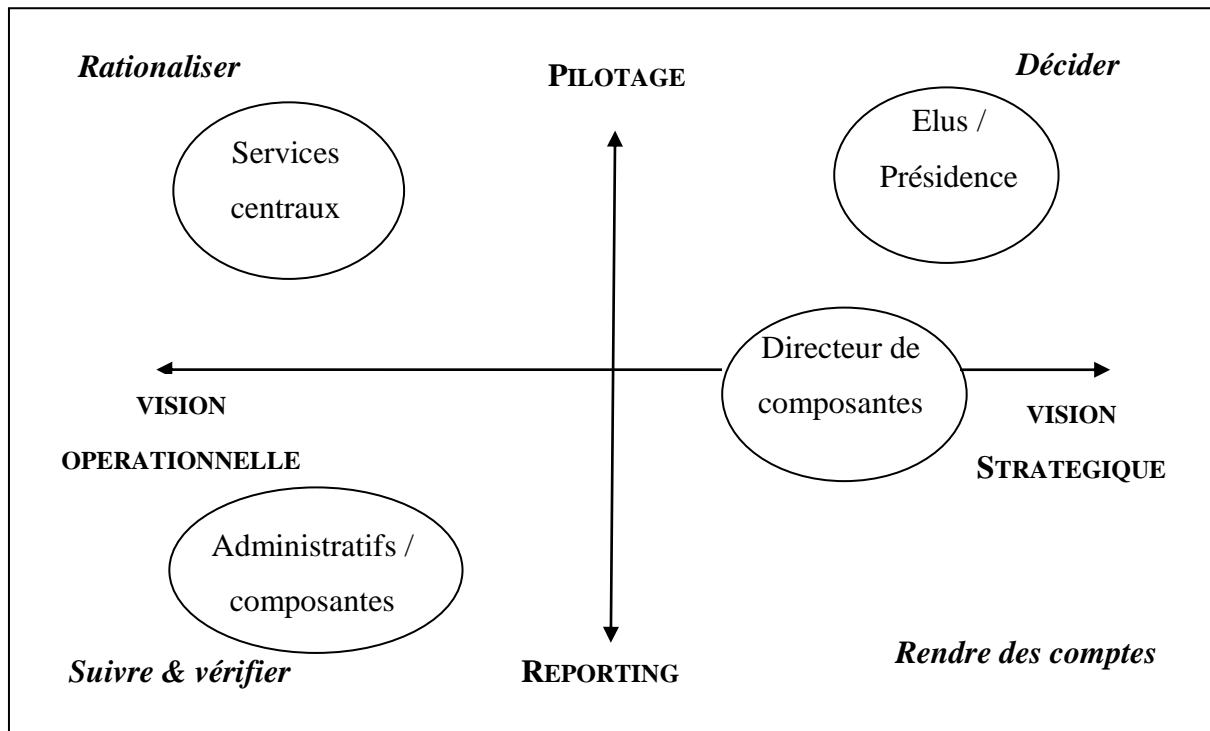 Rationaliser
PILOTAGE
Décider
Services
centraux
Elus /
Présidence
Directeur de
composantes
VISION
OPERATIONNELLE
VISION
STRATEGIQUE
Administratifs /
composantes
Suivre & vérifier
REPORTING
Rendre des comptes